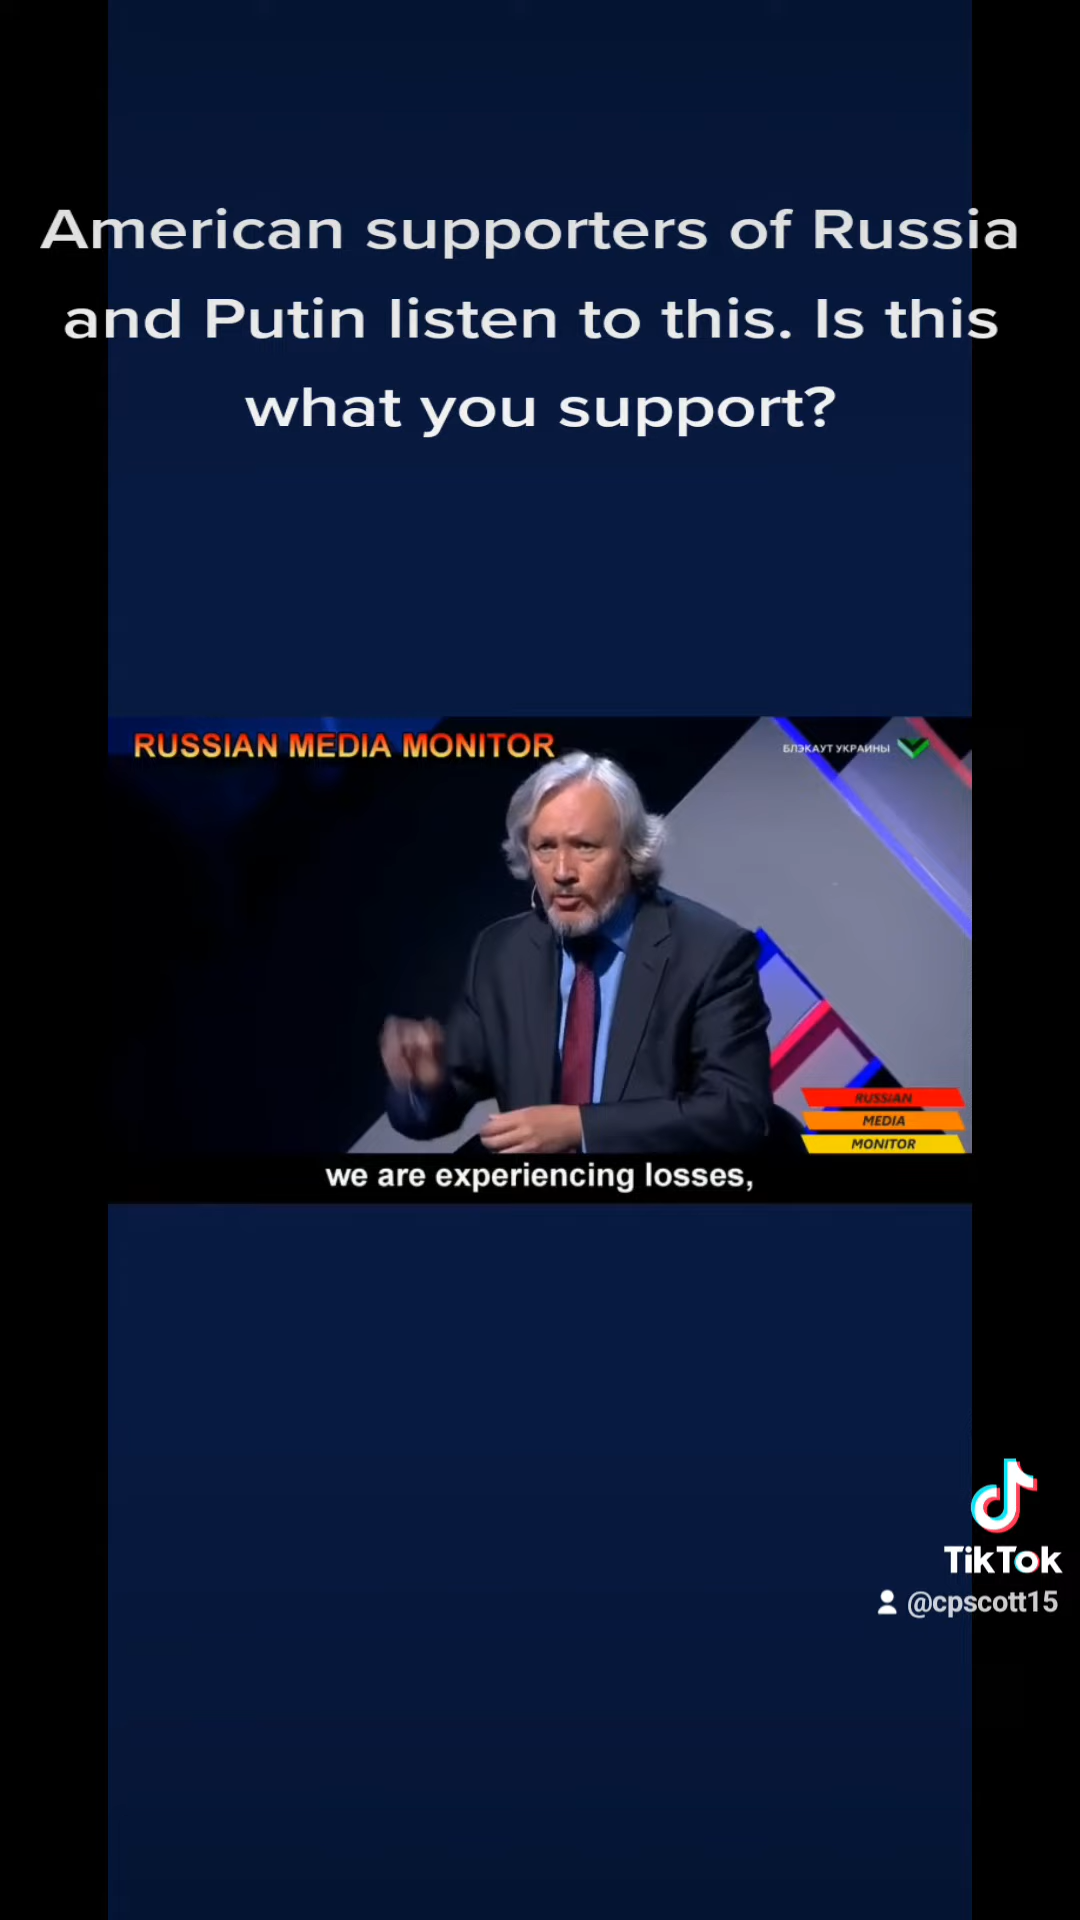 American supporters of Russia
and Putin listen to this. Is this
what you support?
RUSSIAN MEDIA MONITOR
БЛЭКАУТ УКРАИНЫ
RUSSIAN
MEDIA
MONITOR
we are experiencing losses,
TikTok
@cpscott15